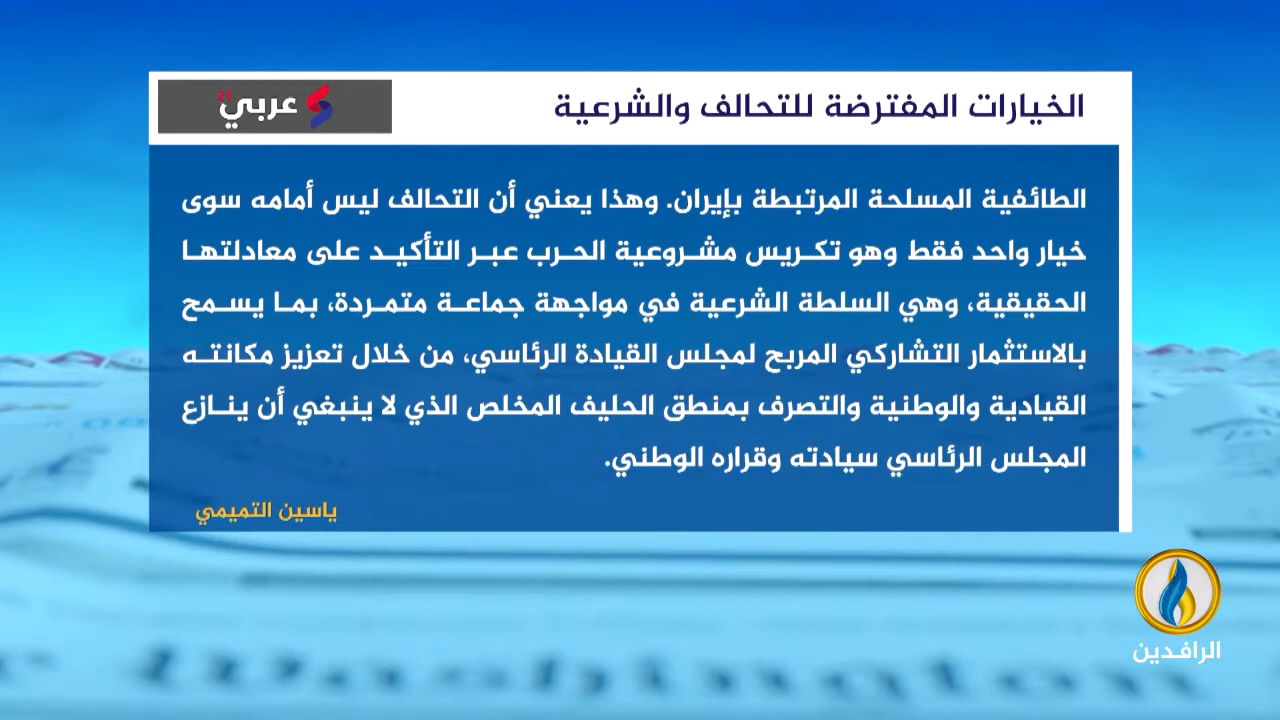 الخيارات المفترضة للتحالف والشرعية
عربي21
الطائفية المسلحة المرتبطة بإيران. وهذا يعني أن التحالف ليس أمامه سوى
خيار واحد فقط وهو تكريس مشروعية الحرب عبر التأكيد على معادلتها
الحقيقية، وهي السلطة الشرعية في مواجهة جماعة متمردة، بما يسمح
بالاستثمار التشاركي المربح لمجلس القيادة الرئاسي، من خلال تعزيز مكانته
القيادية والوطنية والتصرف بمنطق الحليف المخلص الذي لا ينبغي أن ينازع
المجلس الرئاسي سيادته وقراره الوطني.
ياسين التميمي
الرافدين
Washington